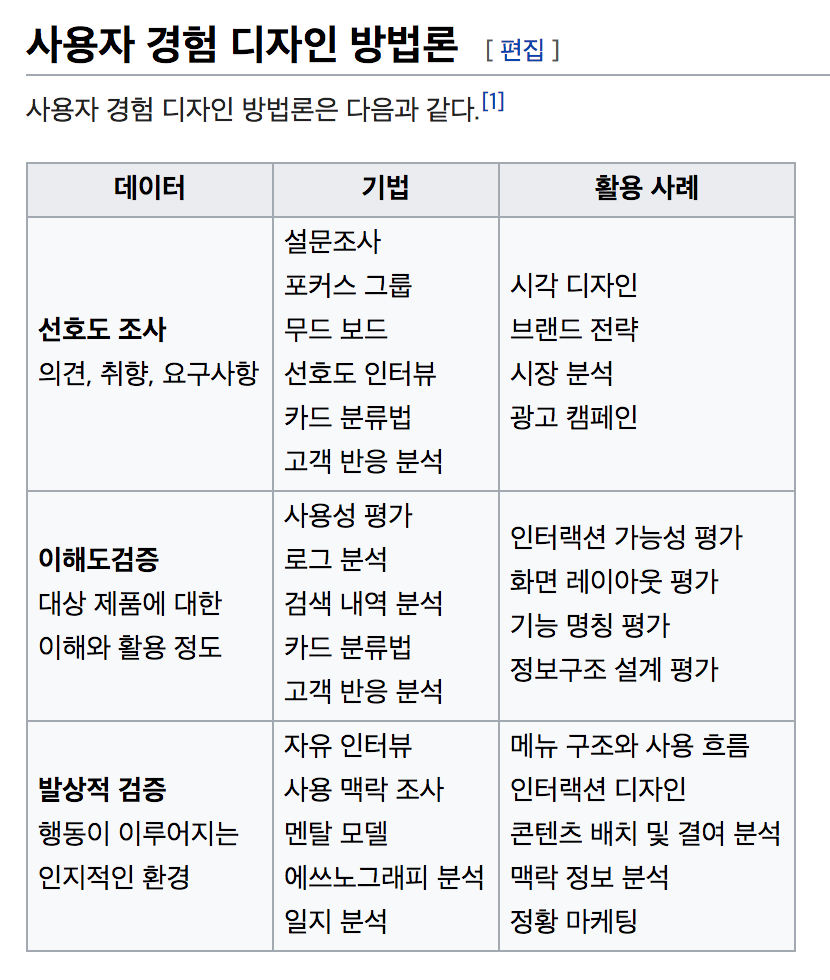 사용자 경험 디자인 방법론 [ 편집 ]
사용자 경험 디자인 방법론은 다음과 같다.[1]
데이터 기법 활용 사례
선호도 조사
의견, 취향, 요구사항
설문조사
포커스 그룹
무드 보드
선호도 인터뷰
카드 분류법
고객 반응 분석
시각 디자인
브랜드 전략
시장 분석
광고 캠페인
이해도검증
대상 제품에 대한
이해와 활용 정도
사용성 평가
로그 분석
검색 내역 분석
카드 분류법
고객 반응 분석
인터랙션 가능성 평가
화면 레이아웃 평가
기능 명칭 평가
정보구조 설계 평가
발상적 검증
행동이 이루어지는
인지적인 환경
자유 인터뷰
사용 맥락 조사
멘탈 모델
에쓰노그래피 분석
일지 분석
메뉴 구조와 사용 흐름
인터랙션 디자인
콘텐츠 배치 및 결여 분석
맥락 정보 분석
정황 마케팅